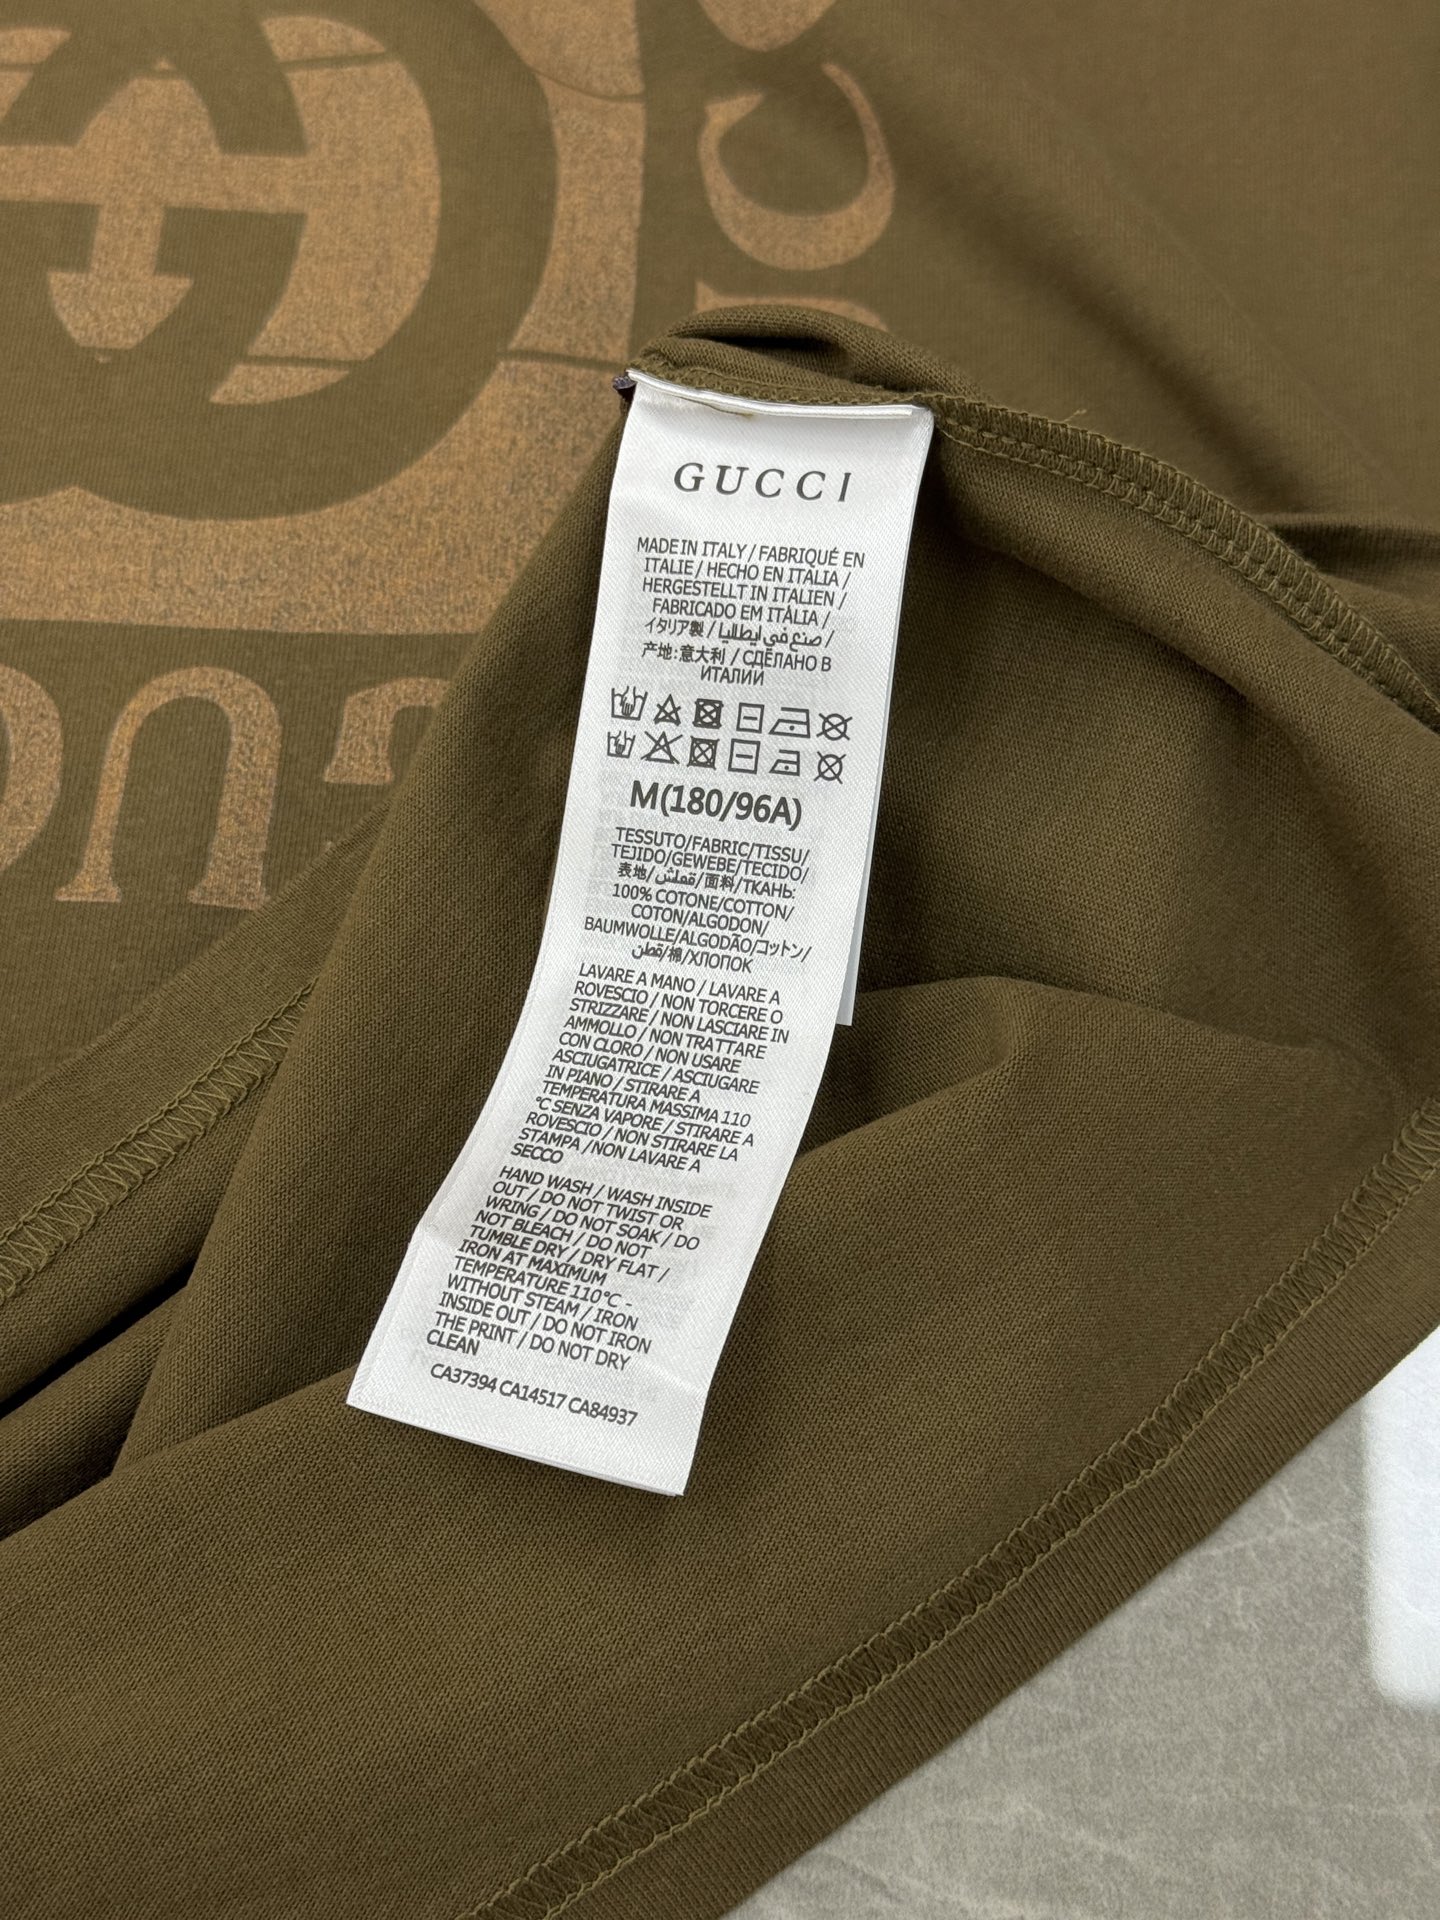 GUCCI
MADE IN ITALY / FABRIQUÉ EN
ITALIE / HECHO EN ITALIA /
HERGESTELLT IN ITALIEN /
FABRICADO EM ITÁLIA /
イタリア製 / صنع في إيطاليا /
产地:意大利 / СДЕЛАНО В
ИТАЛИИ
M(180/96A)
TESSUTO/FABRIC/TISSU/
TEJIDO/GEWEBE/TECIDO/
表地/قماش/面料/ТКАНЬ:
100% COTONE/COTTON/
COTON/ALGODON/
BAUMWOLLE/ALGODÃO/コットン/
قطن/棉/ХЛОПОК
LAVARE A MANO / LAVARE A
ROVESCIO / NON TORCERE O
STRIZZARE / NON LASCIARE IN
AMMOLLO / NON TRATTARE
CON CLORO / NON USARE
ASCIUGATRICE / ASCIUGARE
IN PIANO / STIRARE A
TEMPERATURA MASSIMA 110
°C SENZA VAPORE / STIRARE A
ROVESCIO / NON STIRARE LA
STAMPA / NON LAVARE A
SECCO
HAND WASH / WASH INSIDE
OUT / DO NOT TWIST OR
WRING / DO NOT SOAK / DO
NOT BLEACH / DO NOT
TUMBLE DRY / DRY FLAT /
IRON AT MAXIMUM
TEMPERATURE 110°C -
WITHOUT STEAM / IRON
INSIDE OUT / DO NOT IRON
THE PRINT / DO NOT DRY
CLEAN
CA37394 CA14517 CA84937